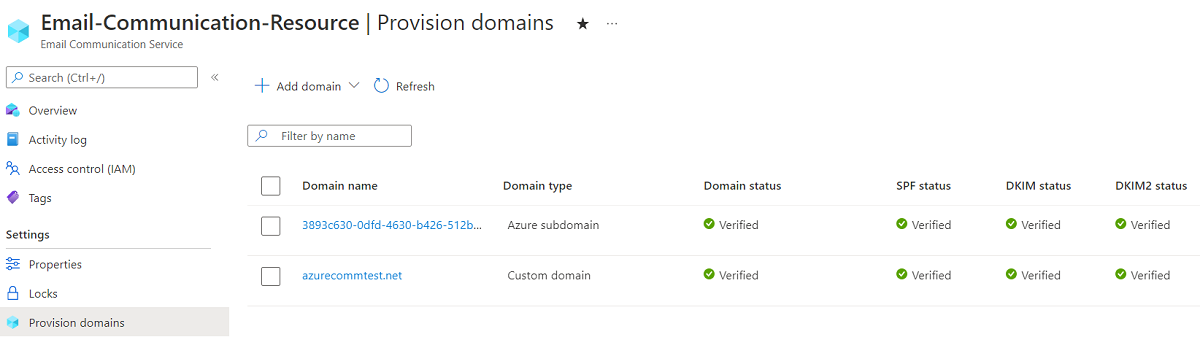 Email-Communication-Resource | Provision domains ★ ...
Email Communication Service
Search (Ctrl+/) «
Overview
Activity log
Access control (IAM)
Tags
Settings
Properties
Locks
Provision domains
Add domain Refresh
Filter by name
Domain name Domain type Domain status SPF status DKIM status DKIM2 status
3893c630-0dfd-4630-b426-512b... Azure subdomain Verified Verified Verified Verified
azurecommtest.net Custom domain Verified Verified Verified Verified